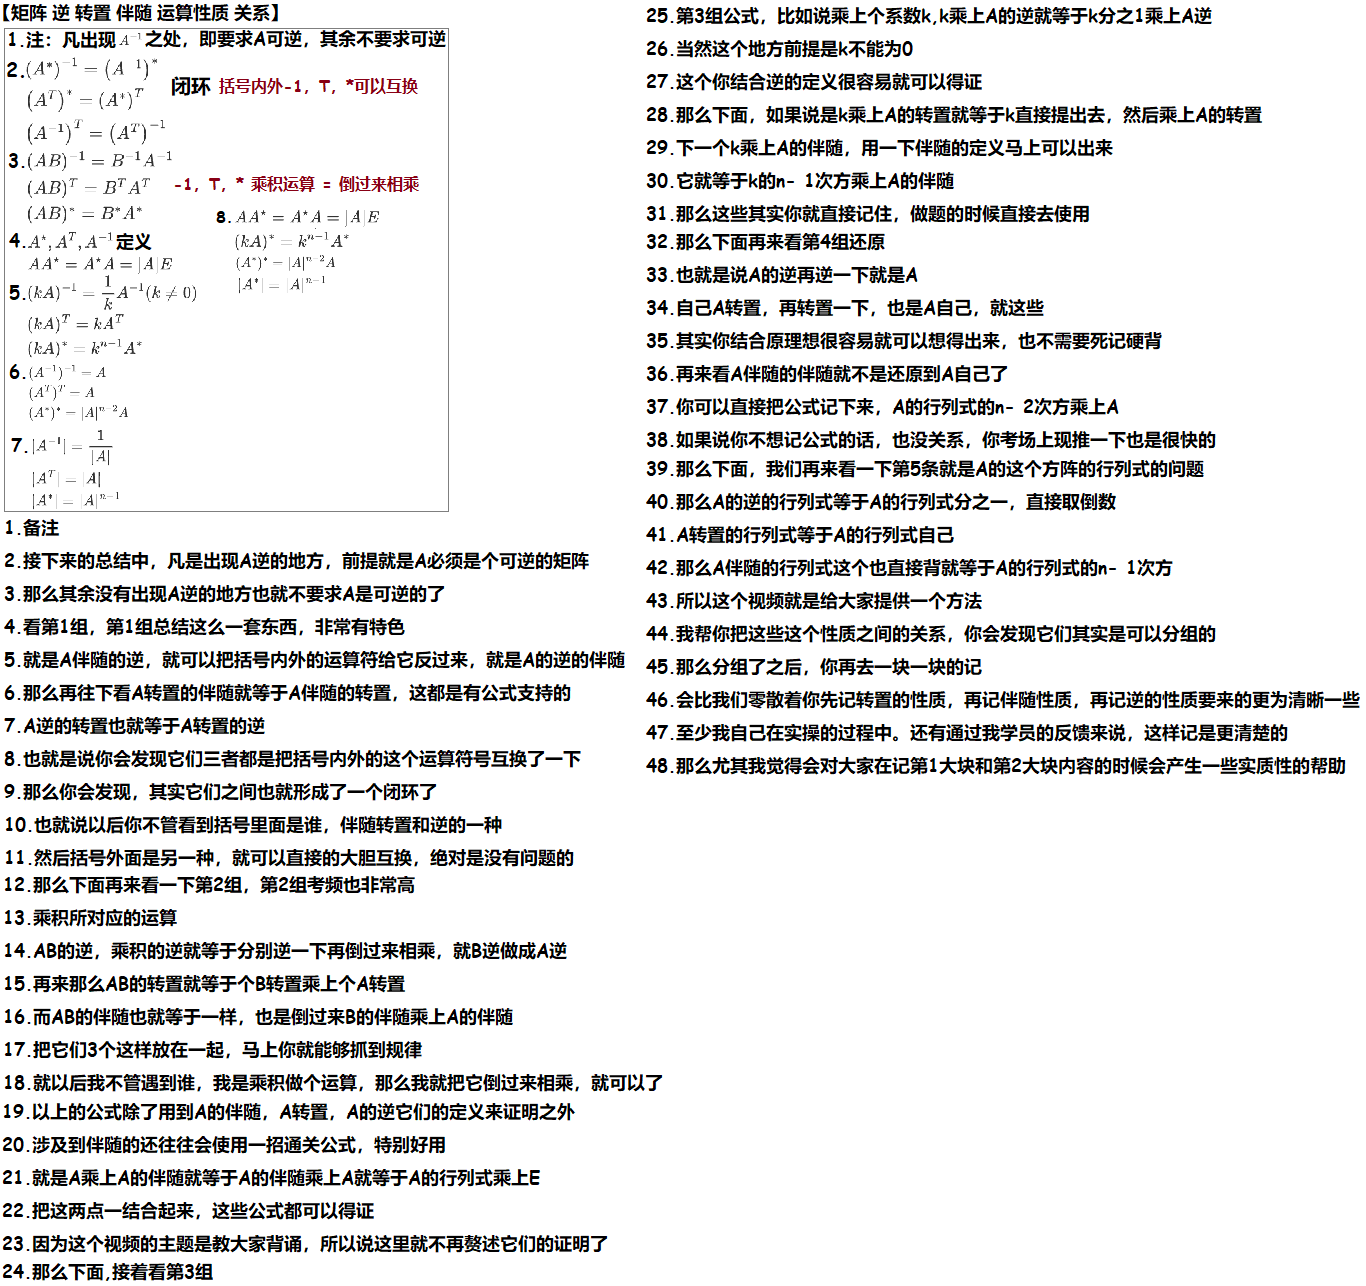 【矩阵 逆 转置 伴随 运算性质 关系】
1.注：凡出现 A⁻¹ 之处，即要求A可逆，其余不要求可逆
2.(A*)⁻¹ = (A⁻¹)*
闭环 括号内外-1，T，*可以互换
(Aᵀ)* = (A*)ᵀ
(A⁻¹)ᵀ = (Aᵀ)⁻¹
3.(AB)⁻¹ = B⁻¹A⁻¹
(AB)ᵀ = BᵀAᵀ
-1，T，* 乘积运算 = 倒过来相乘
(AB)* = B*A*
4.A*, Aᵀ, A⁻¹ 定义
AA* = A*A = |A|E
5.(kA)⁻¹ = 1/k A⁻¹(k ≠ 0)
(kA)ᵀ = kAᵀ
(kA)* = kⁿ⁻¹A*
6.(A⁻¹)⁻¹ = A
(Aᵀ)ᵀ = A
(A*)* = |A|ⁿ⁻²A
7.|A⁻¹| = 1/|A|
|Aᵀ| = |A|
|A*| = |A|ⁿ⁻¹
8.AA* = A*A = |A|E
(kA)* = kⁿ⁻¹A*
(A*)* = |A|ⁿ⁻²A
|A*| = |A|ⁿ⁻¹
1.备注
2.接下来的总结中，凡是出现A逆的地方，前提就是A必须是个可逆的矩阵
3.那么其余没有出现A逆的地方也就不要求A是可逆的了
4.看第1组，第1组总结这么一套东西，非常有特色
5.就是A伴随的逆，就可以把括号内外的运算符给它反过来，就是A的逆的伴随
6.那么再往下看A转置的伴随就等于A伴随的转置，这都是有公式支持的
7.A逆的转置也就等于A转置的逆
8.也就是说你会发现它们三者都是把括号内外的这个运算符号互换了一下
9.那么你会发现，其实它们之间也就形成了一个闭环了
10.也就说以后你不管看到括号里面是谁，伴随转置和逆的一种
11.然后括号外面是另一种，就可以直接的大胆互换，绝对是没有问题的
12.那么下面再来看一下第2组，第2组考频也非常高
13.乘积所对应的运算
14.AB的逆，乘积的逆就等于分别逆一下再倒过来相乘，就B逆做成A逆
15.再来那么AB的转置就等于个B转置乘上个A转置
16.而AB的伴随也就等于一样，也是倒过来B的伴随乘上A的伴随
17.把它们3个这样放在一起，马上你就能够抓到规律
18.就以后我不管遇到谁，我是乘积做个运算，那么我就把它倒过来相乘，就可以了
19.以上的公式除了用到A的伴随，A转置，A的逆它们的定义来证明之外
20.涉及到伴随的还往往会使用一招通关公式，特别好用
21.就是A乘上A的伴随就等于A的伴随乘上A就等于A的行列式乘上E
22.把这两点一结合起来，这些公式都可以得证
23.因为这个视频的主题是教大家背诵，所以说这里就不再赘述它们的证明了
24.那么下面,接着看第3组
25.第3组公式，比如说乘上个系数k,k乘上A的逆就等于k分之1乘上A逆
26.当然这个地方前提是k不能为0
27.这个你结合逆的定义很容易就可以得证
28.那么下面，如果说是k乘上A的转置就等于k直接提出去，然后乘上A的转置
29.下一个k乘上A的伴随，用一下伴随的定义马上可以出来
30.它就等于k的n- 1次方乘上A的伴随
31.那么这些其实你就直接记住，做题的时候直接去使用
32.那么下面再来看第4组还原
33.也就是说A的逆再逆一下就是A
34.自己A转置，再转置一下，也是A自己，就这些
35.其实你结合原理想很容易就可以想得出来，也不需要死记硬背
36.再来看A伴随的伴随就不是还原到A自己了
37.你可以直接把公式记下来，A的行列式的n- 2次方乘上A
38.如果说你不想记公式的话，也没关系，你考场上现推一下也是很快的
39.那么下面，我们再来看一下第5条就是A的这个方阵的行列式的问题
40.那么A的逆的行列式等于A的行列式分之一，直接取倒数
41.A转置的行列式等于A的行列式自己
42.那么A伴随的行列式这个也直接背就等于A的行列式的n- 1次方
43.所以这个视频就是给大家提供一个方法
44.我帮你把这些这个性质之间的关系，你会发现它们其实是可以分组的
45.那么分组了之后，你再去一块一块的记
46.会比我们零散着你先记转置的性质，再记伴随性质，再记逆的性质要来的更为清晰一些
47.至少我自己在实操的过程中。还有通过我学员的反馈来说，这样记是更清楚的
48.那么尤其我觉得会对大家在记第1大块和第2大块内容的时候会产生一些实质性的帮助